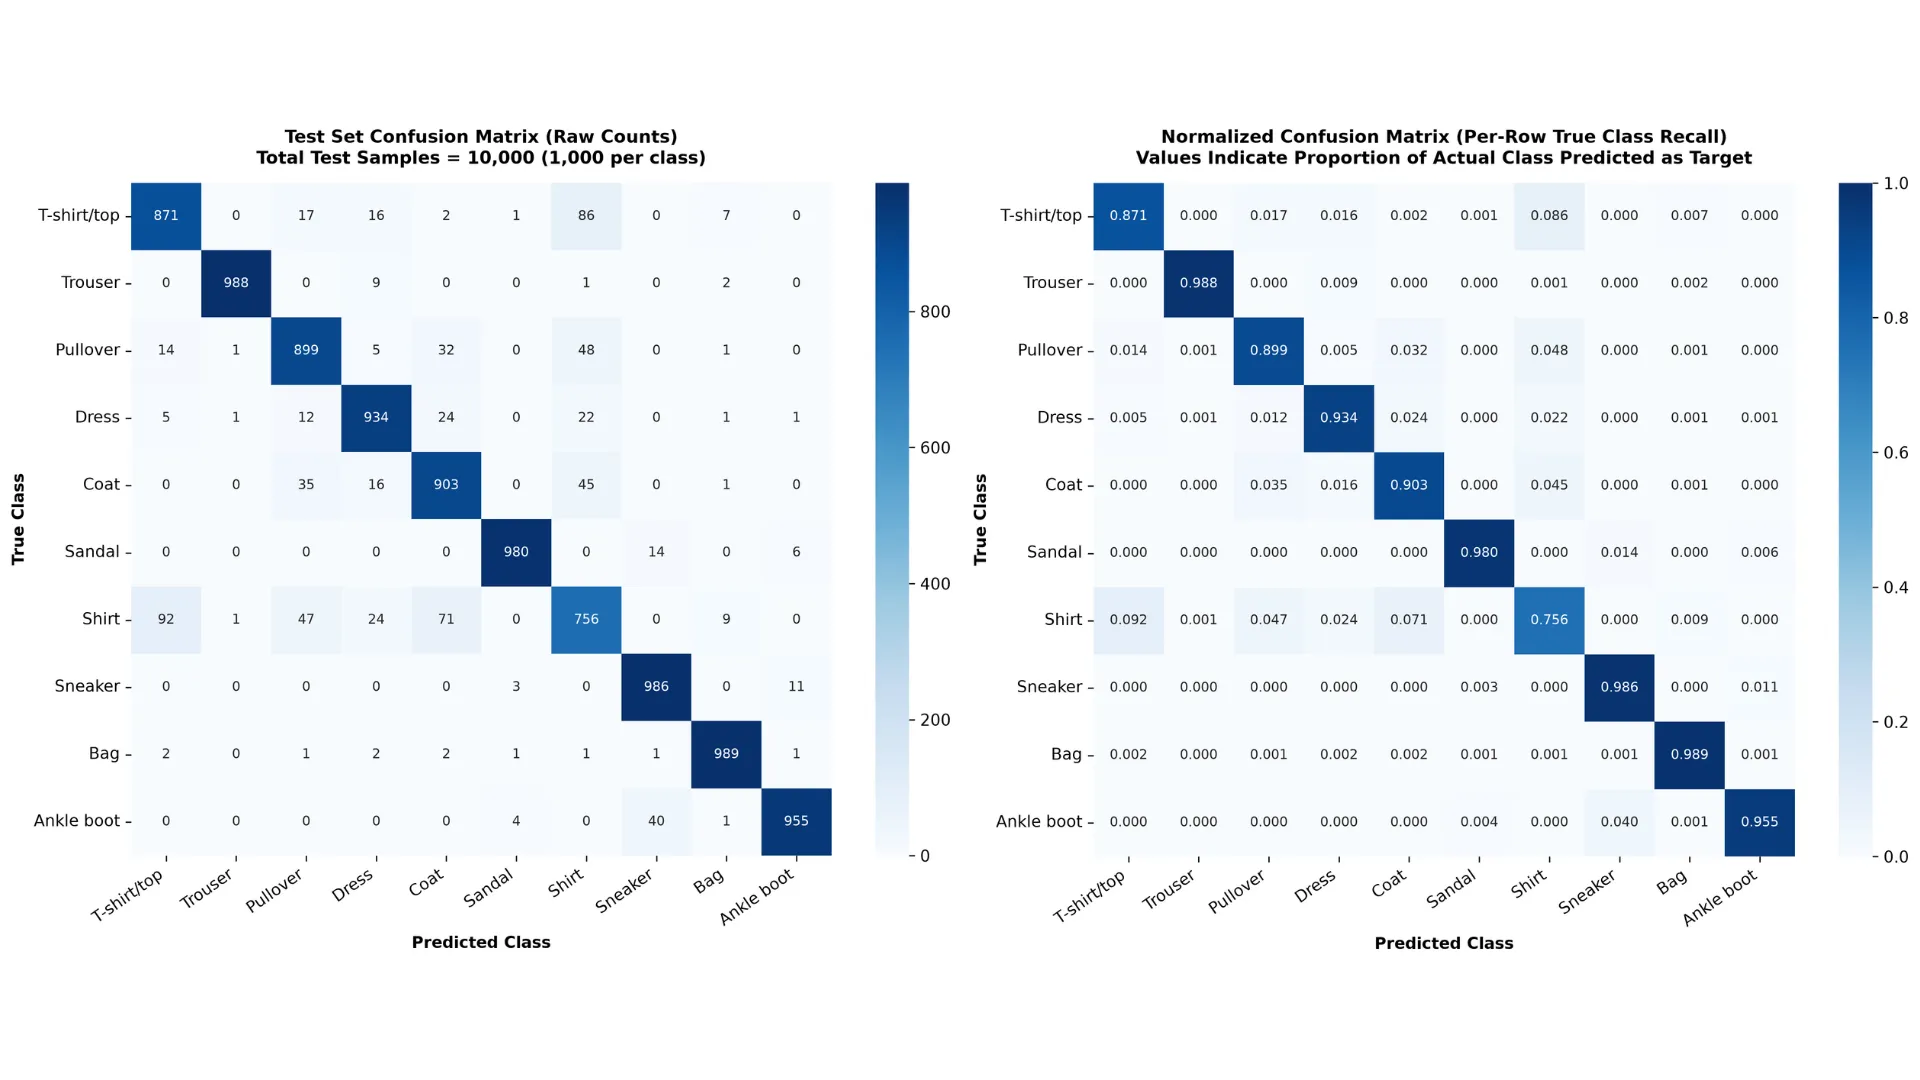 Test Set Confusion Matrix (Raw Counts)
Total Test Samples = 10,000 (1,000 per class)
True Class
T-shirt/top 871 0 17 16 2 1 86 0 7 0
Trouser 0 988 0 9 0 0 1 0 2 0
Pullover 14 1 899 5 32 0 48 0 1 0
Dress 5 1 12 934 24 0 22 0 1 1
Coat 0 0 35 16 903 0 45 0 1 0
Sandal 0 0 0 0 0 980 0 14 0 6
Shirt 92 1 47 24 71 0 756 0 9 0
Sneaker 0 0 0 0 0 3 0 986 0 11
Bag 2 0 1 2 2 1 1 1 989 1
Ankle boot 0 0 0 0 0 4 0 40 1 955
T-shirt/top Trouser Pullover Dress Coat Sandal Shirt Sneaker Bag Ankle boot
Predicted Class
800
600
400
200
0
Normalized Confusion Matrix (Per-Row True Class Recall)
Values Indicate Proportion of Actual Class Predicted as Target
True Class
T-shirt/top 0.871 0.000 0.017 0.016 0.002 0.001 0.086 0.000 0.007 0.000
Trouser 0.000 0.988 0.000 0.009 0.000 0.000 0.001 0.000 0.002 0.000
Pullover 0.014 0.001 0.899 0.005 0.032 0.000 0.048 0.000 0.001 0.000
Dress 0.005 0.001 0.012 0.934 0.024 0.000 0.022 0.000 0.001 0.001
Coat 0.000 0.000 0.035 0.016 0.903 0.000 0.045 0.000 0.001 0.000
Sandal 0.000 0.000 0.000 0.000 0.000 0.980 0.000 0.014 0.000 0.006
Shirt 0.092 0.001 0.047 0.024 0.071 0.000 0.756 0.000 0.009 0.000
Sneaker 0.000 0.000 0.000 0.000 0.000 0.003 0.000 0.986 0.000 0.011
Bag 0.002 0.000 0.001 0.002 0.002 0.001 0.001 0.001 0.989 0.001
Ankle boot 0.000 0.000 0.000 0.000 0.000 0.004 0.000 0.040 0.001 0.955
T-shirt/top Trouser Pullover Dress Coat Sandal Shirt Sneaker Bag Ankle boot
Predicted Class
1.0
0.8
0.6
0.4
0.2
0.0